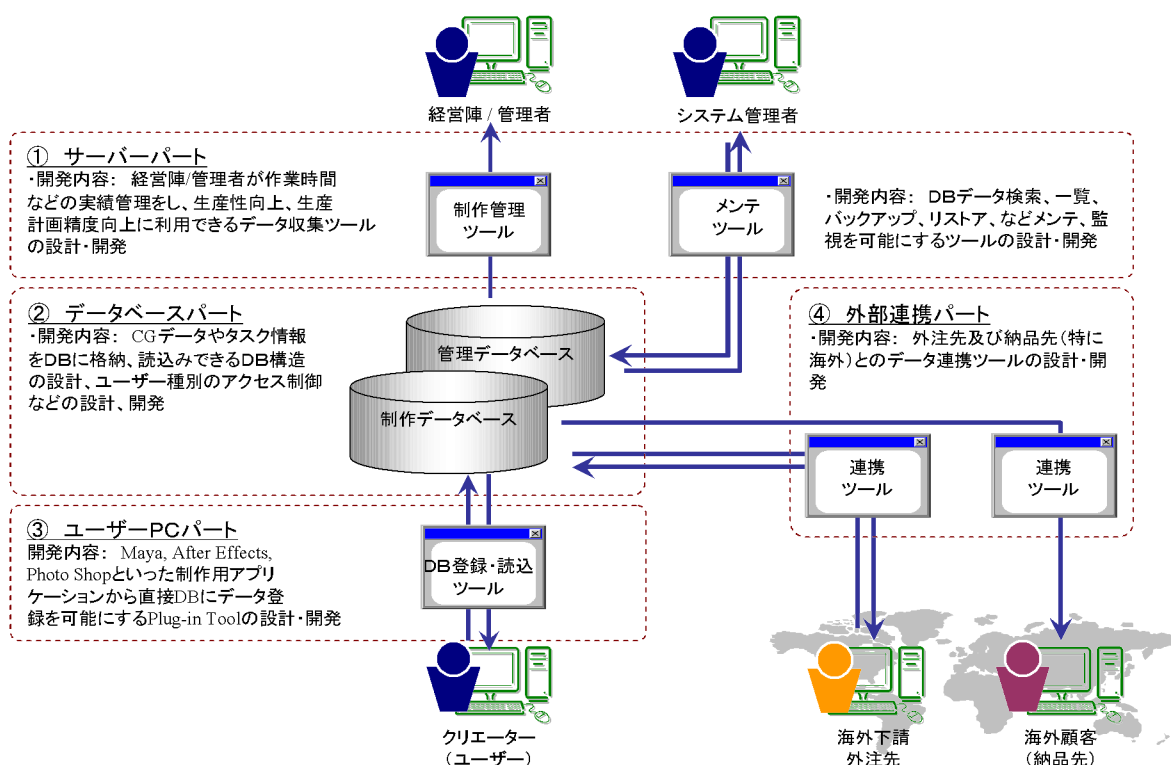 経営陣 / 管理者
システム管理者
① サーバーパート
・開発内容： 経営陣/管理者が作業時間
などの実績管理をし、生産性向上、生産
計画精度向上に利用できるデータ収集ツール
の設計・開発
制作管理
ツール
メンテ
ツール
・開発内容： DBデータ検索、一覧、
バックアップ、リストア、などメンテ、監
視を可能にするツールの設計・開発
② データベースパート
・開発内容： CGデータやタスク情報
をDBに格納、読込みできるDB構造
の設計、ユーザー種別のアクセス制御
などの設計、開発
管理データベース
制作データベース
④ 外部連携パート
・開発内容： 外注先及び納品先（特に
海外）とのデータ連携ツールの設計・開
発
連携
ツール
連携
ツール
③ ユーザーPCパート
開発内容： Maya, After Effects,
Photo Shopといった制作用アプリ
ケーションから直接DBにデータ登
録を可能にするPlug-in Toolの設計・開発
DB登録・読込
ツール
クリエーター
（ユーザー）
海外下請
外注先
海外顧客
（納品先）